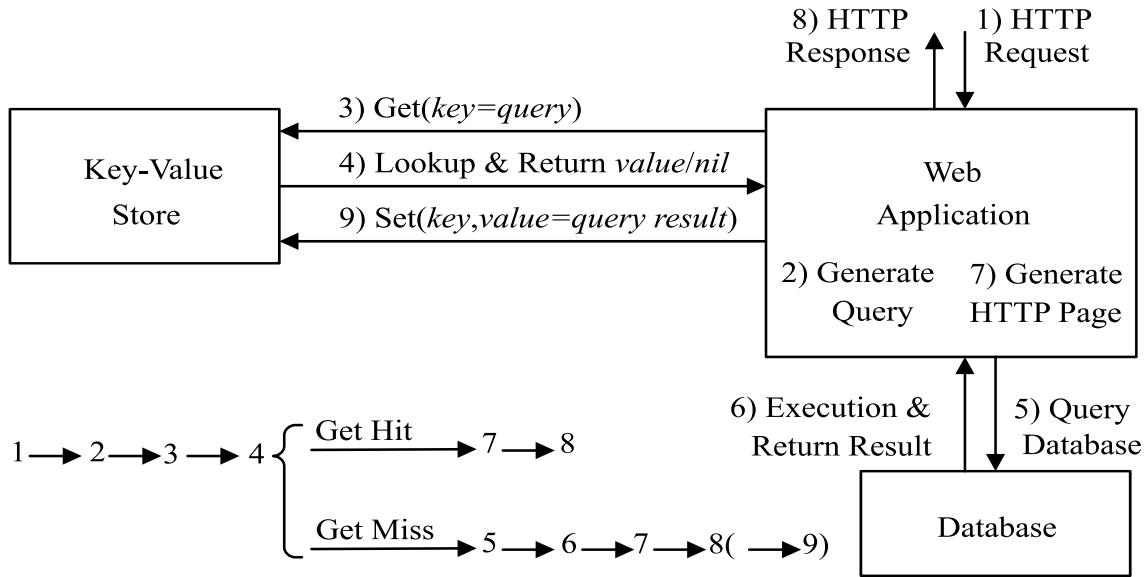 8) HTTP
Response
1) HTTP
Request
3) Get(key=query)
Key-Value
Store
4) Lookup & Return value/nil
9) Set(key,value=query result)
Web
Application
2) Generate
Query
7) Generate
HTTP Page
6) Execution &
Return Result
5) Query
Database
Database
1 2 3 4
Get Hit
7 8
Get Miss
5 6 7 8( 9)